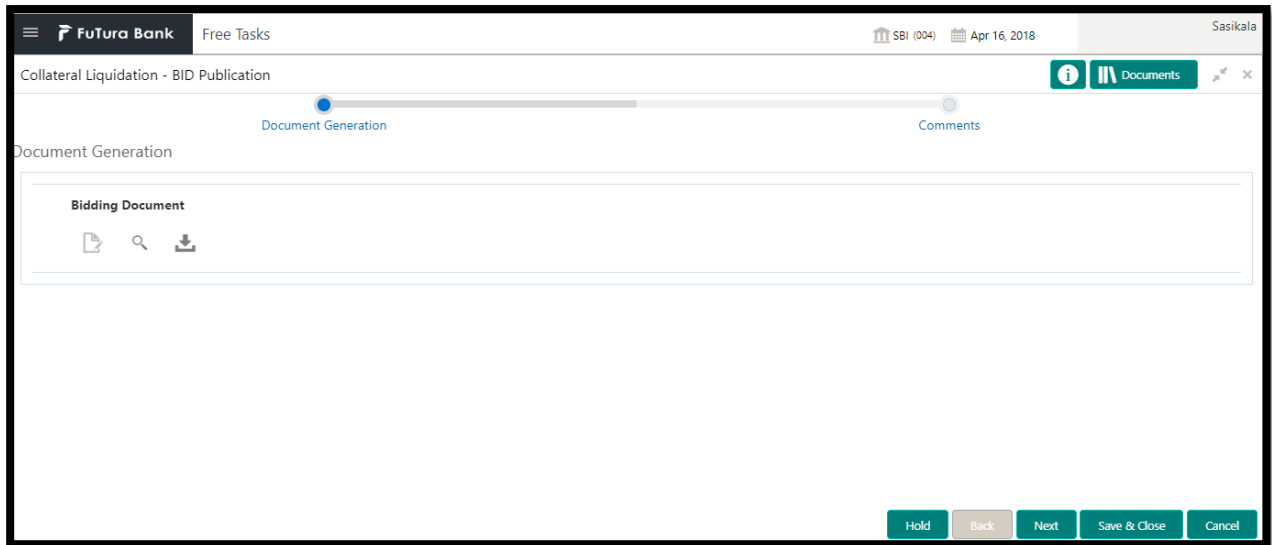 FuTura Bank Free Tasks SBI (004) Apr 16, 2018 Sasikala
Collateral Liquidation - BID Publication i Documents
Document Generation Comments
Document Generation
Bidding Document
Hold Back Next Save & Close Cancel